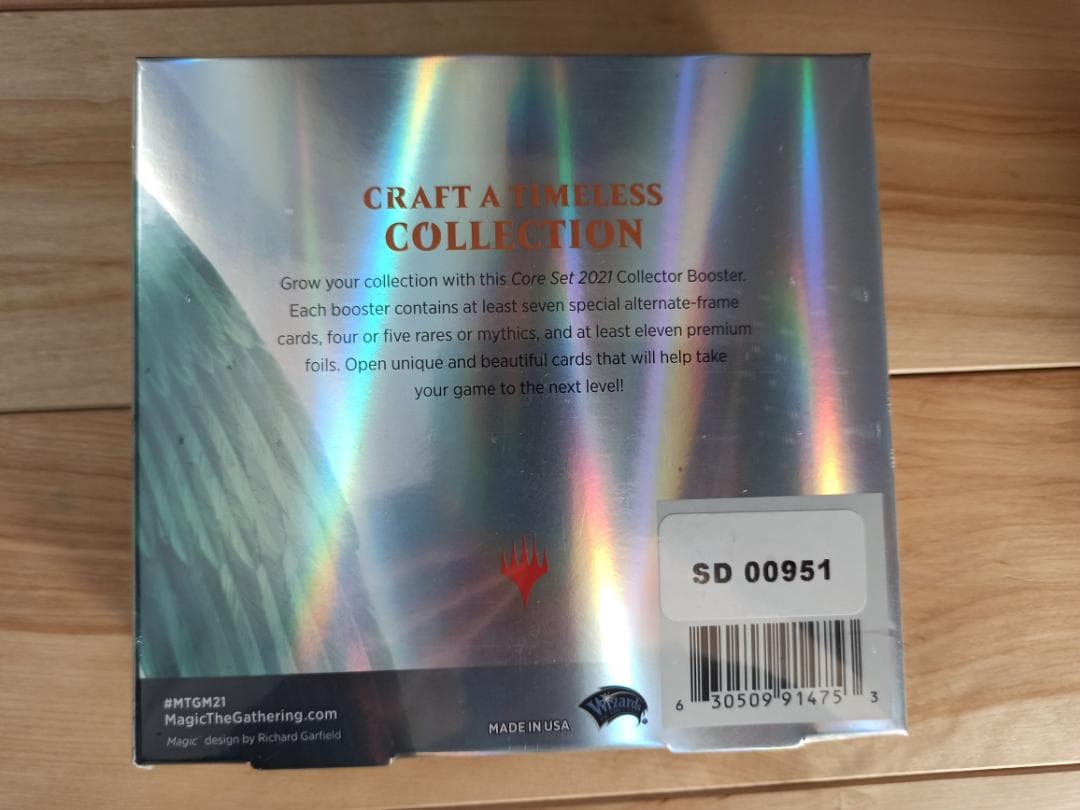 CRAFT A TIMELESS
COLLECTION
Grow your collection with this Core Set 2021 Collector Booster.
Each booster contains at least seven special alternate-frame
cards, four or five rares or mythics, and at least eleven premium
foils. Open unique and beautiful cards that will help take
your game to the next level!
SD 00951
6 30509 91475 3
#MTGM21
MagicTheGathering.com
Magic design by Richard Garfield
MADE IN USA
Wizards